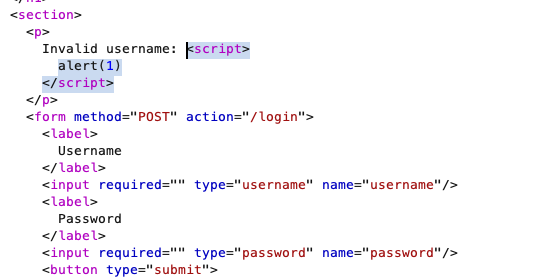 <section>
<p>
Invalid username: <script>
alert(1)
</script>
</p>
<form method="POST" action="/login">
<label>
Username
</label>
<input required="" type="username" name="username"/>
<label>
Password
</label>
<input required="" type="password" name="password"/>
<button type="submit">